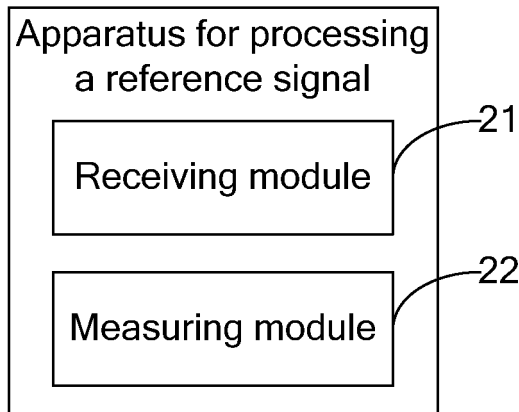 Apparatus for processing
a reference signal
21
Receiving module
22
Measuring module